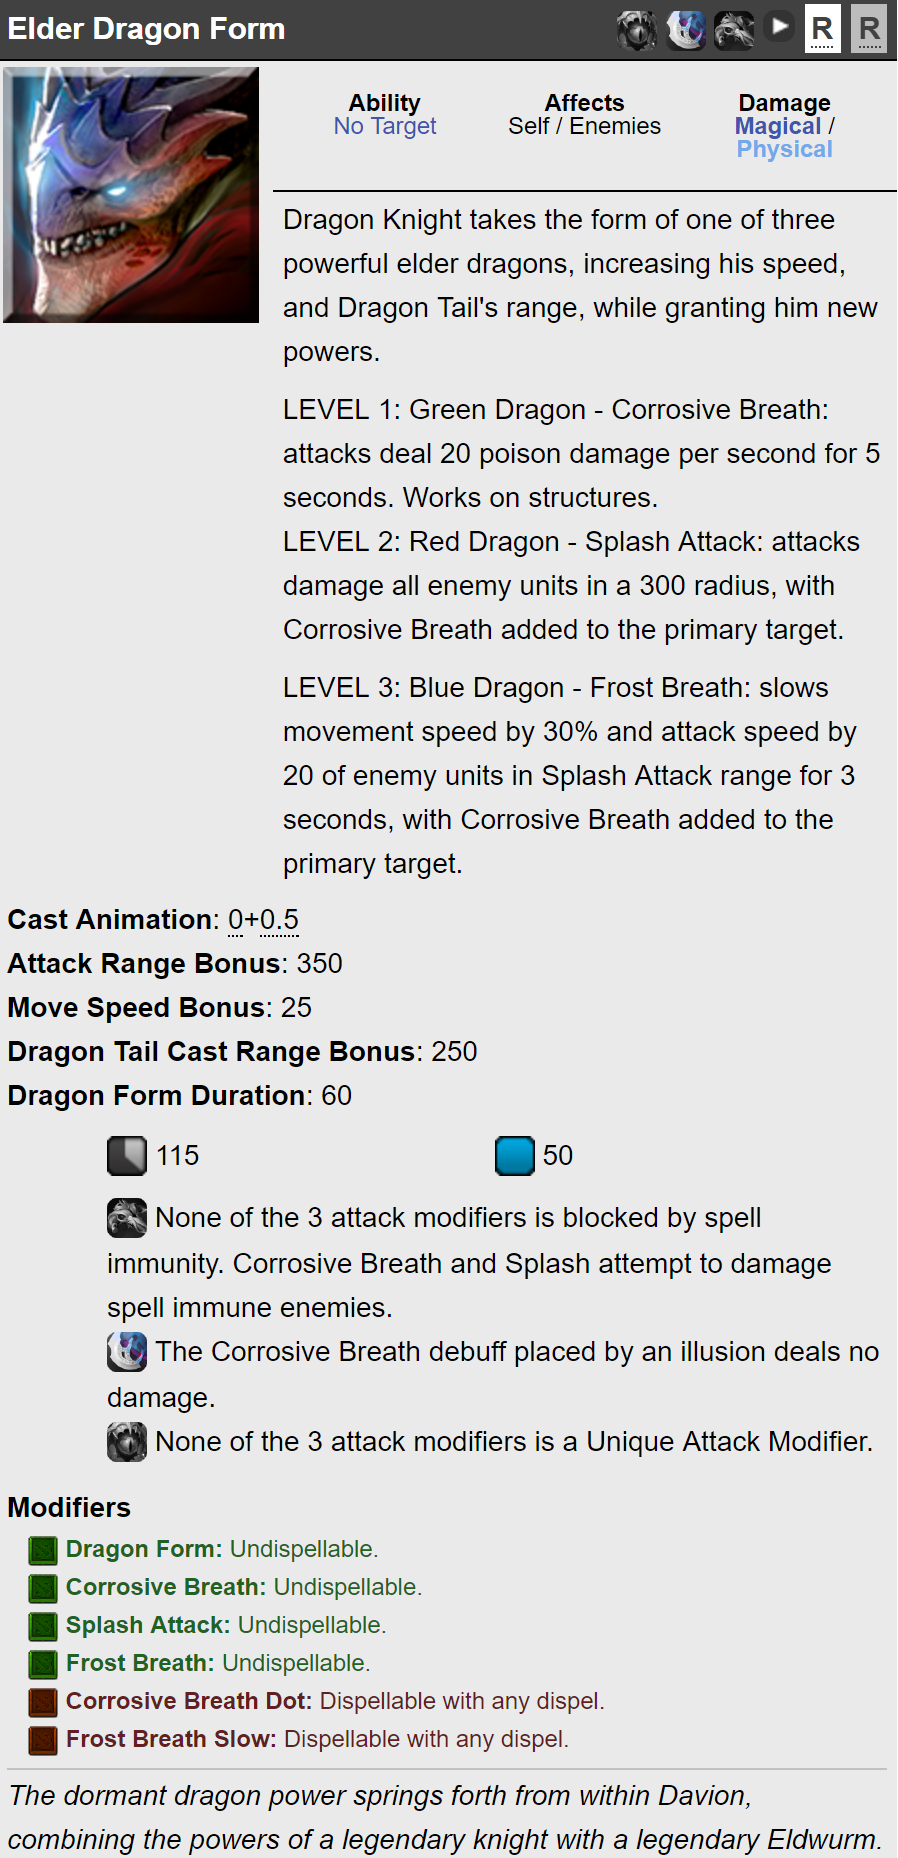 Elder Dragon Form
R
R
Ability
No Target
Affects
Self / Enemies
Damage
Magical /
Physical
Dragon Knight takes the form of one of three
powerful elder dragons, increasing his speed,
and Dragon Tail's range, while granting him new
powers.
LEVEL 1: Green Dragon - Corrosive Breath:
attacks deal 20 poison damage per second for 5
seconds. Works on structures.
LEVEL 2: Red Dragon - Splash Attack: attacks
damage all enemy units in a 300 radius, with
Corrosive Breath added to the primary target.
LEVEL 3: Blue Dragon - Frost Breath: slows
movement speed by 30% and attack speed by
20 of enemy units in Splash Attack range for 3
seconds, with Corrosive Breath added to the
primary target.
Cast Animation: 0+0.5
Attack Range Bonus: 350
Move Speed Bonus: 25
Dragon Tail Cast Range Bonus: 250
Dragon Form Duration: 60
115
50
None of the 3 attack modifiers is blocked by spell
immunity. Corrosive Breath and Splash attempt to damage
spell immune enemies.
The Corrosive Breath debuff placed by an illusion deals no
damage.
None of the 3 attack modifiers is a Unique Attack Modifier.
Modifiers
Dragon Form: Undispellable.
Corrosive Breath: Undispellable.
Splash Attack: Undispellable.
Frost Breath: Undispellable.
Corrosive Breath Dot: Dispellable with any dispel.
Frost Breath Slow: Dispellable with any dispel.
The dormant dragon power springs forth from within Davion,
combining the powers of a legendary knight with a legendary Eldwurm.